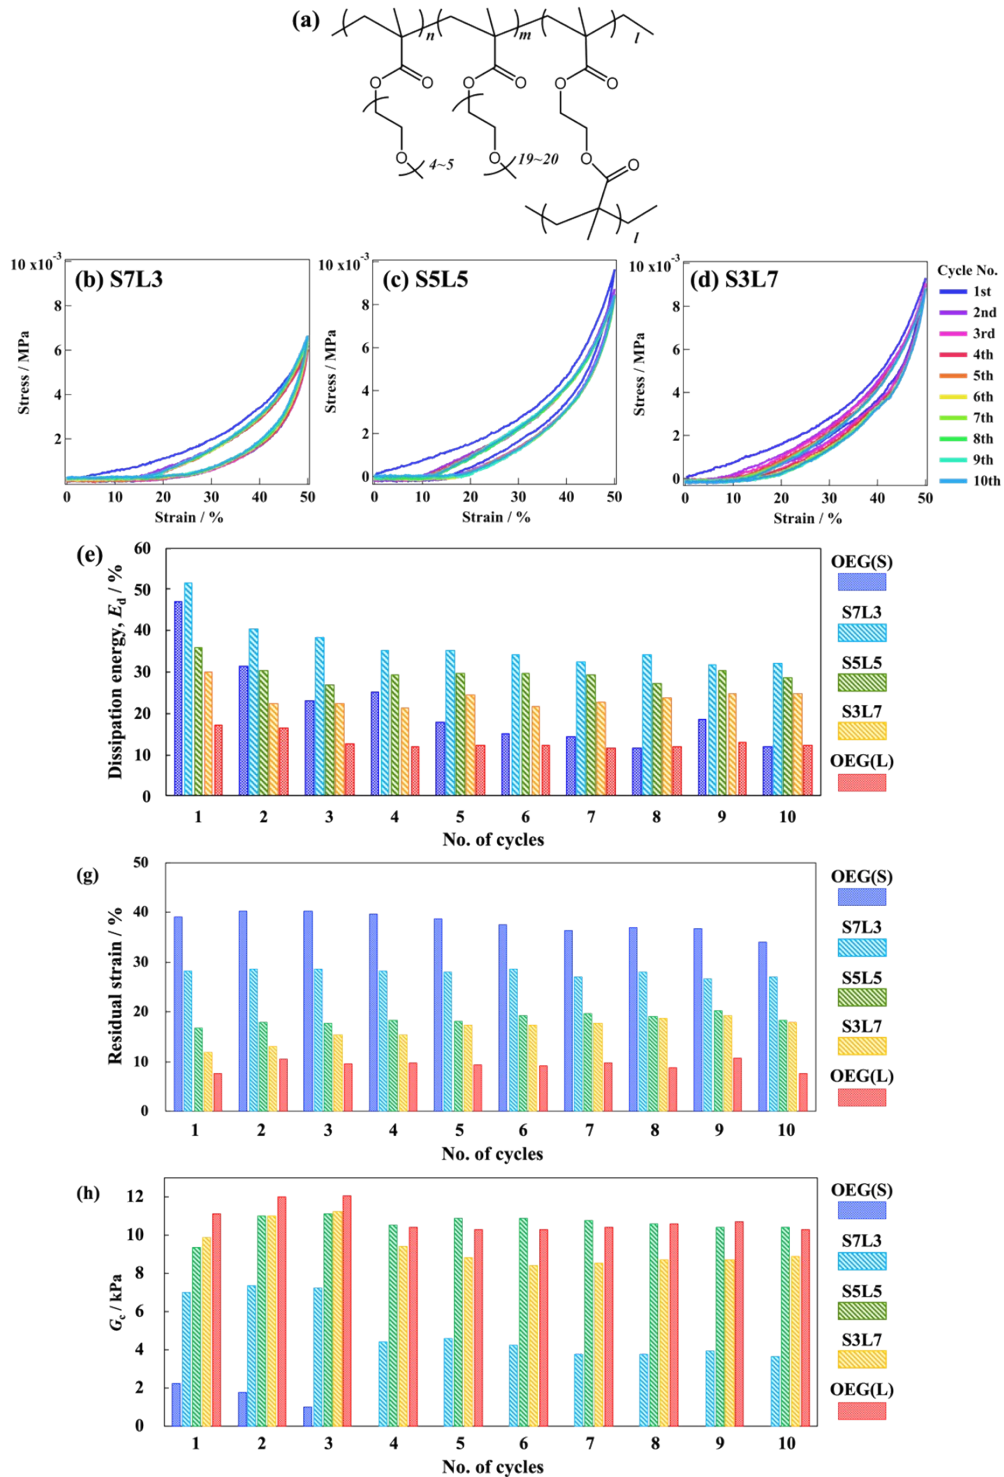 (a)
n
m
l
O
O
O
O
O
O
O
4~5
O
19~20
O
O
l
10 x10⁻³
(b) S7L3
Stress / MPa
8
6
4
2
0
10
20
30
40
50
Strain / %
10 x10⁻³
(c) S5L5
Stress / MPa
8
6
4
2
0
0
10
20
30
40
50
Strain / %
10 x10⁻³
(d) S3L7
Stress / MPa
8
6
4
2
0
0
10
20
30
40
50
Strain / %
Cycle No.
1st
2nd
3rd
4th
5th
6th
7th
8th
9th
10th
(e)
Dissipation energy, E_d / %
60
50
40
30
20
10
0
1 2 3 4 5 6 7 8 9 10
No. of cycles
OEG(S)
S7L3
S5L5
S3L7
OEG(L)
(g)
Residual strain / %
50
40
30
20
10
0
1 2 3 4 5 6 7 8 9 10
No. of cycles
OEG(S)
S7L3
S5L5
S3L7
OEG(L)
(h)
G_c / kPa
12
10
8
6
4
2
0
1 2 3 4 5 6 7 8 9 10
No. of cycles
OEG(S)
S7L3
S5L5
S3L7
OEG(L)